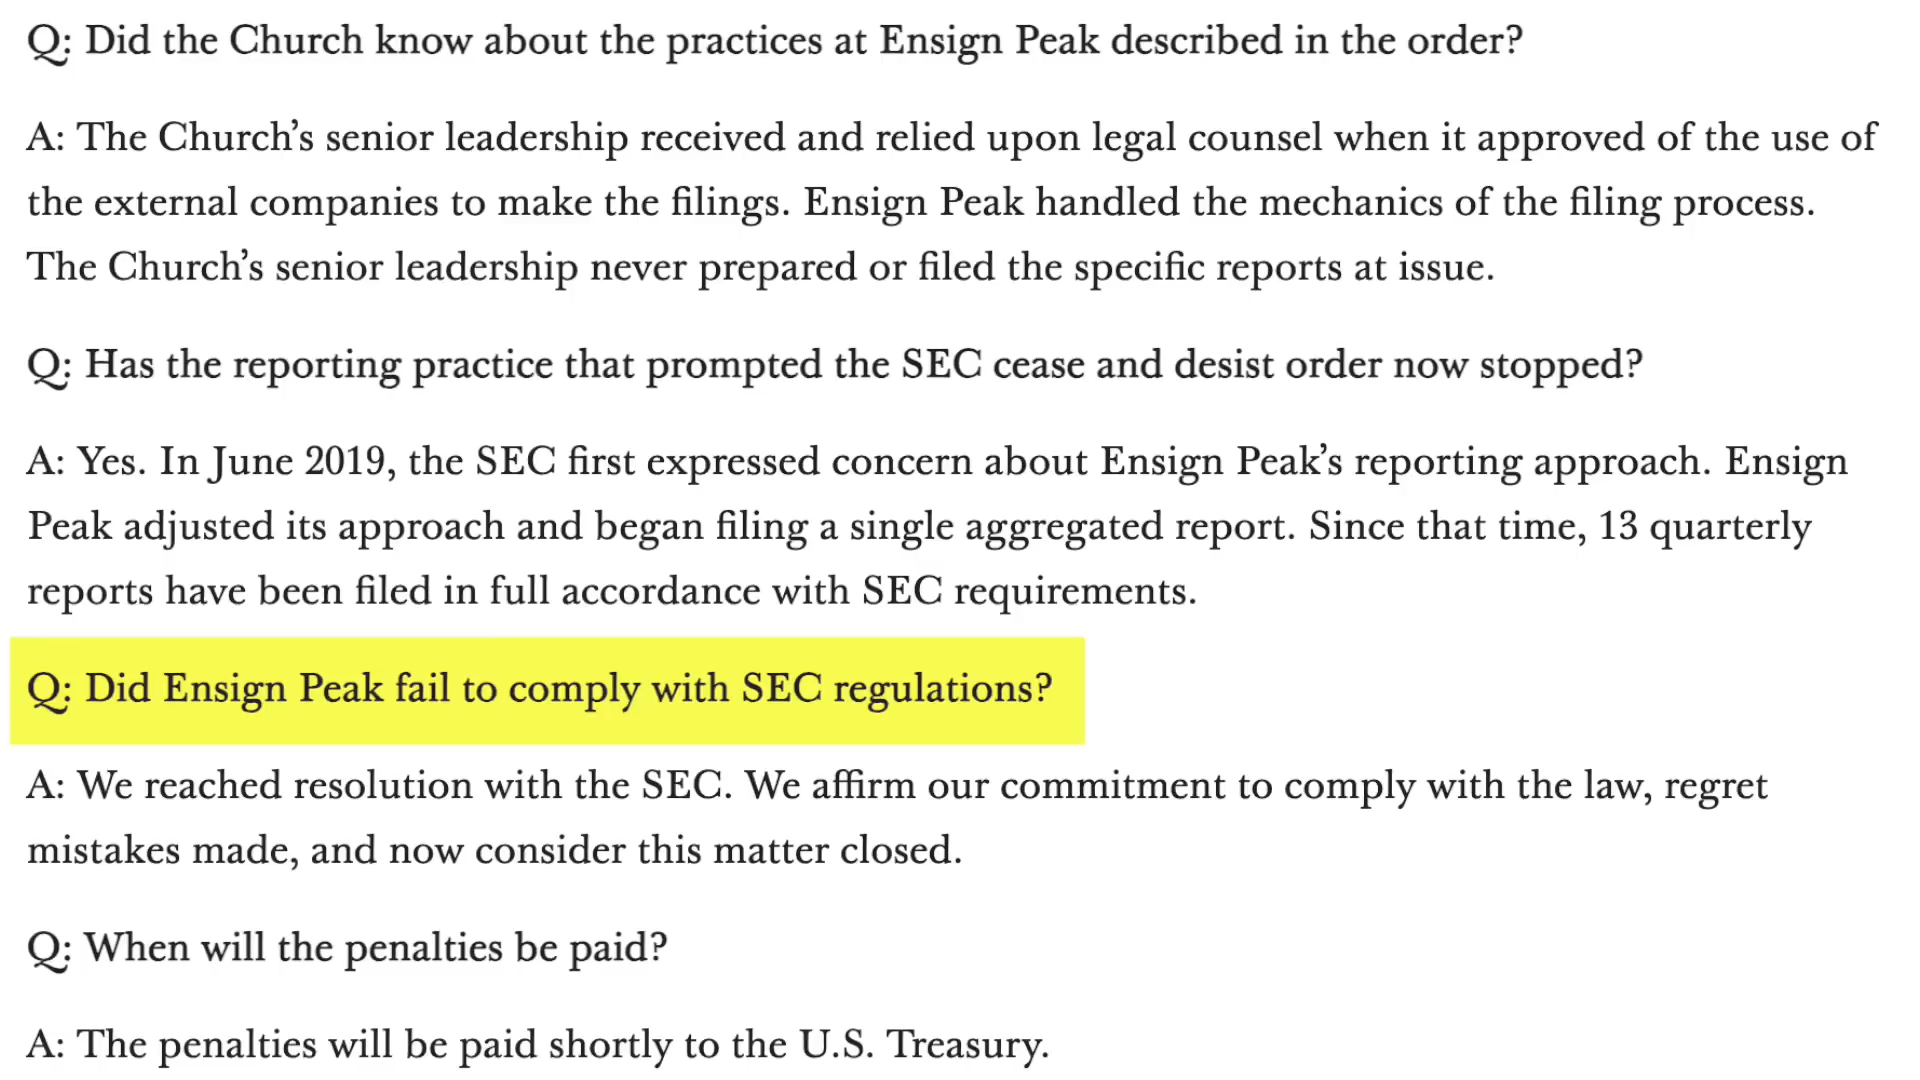 Q: Did the Church know about the practices at Ensign Peak described in the order?
A: The Church’s senior leadership received and relied upon legal counsel when it approved of the use of
the external companies to make the filings. Ensign Peak handled the mechanics of the filing process.
The Church’s senior leadership never prepared or filed the specific reports at issue.
Q: Has the reporting practice that prompted the SEC cease and desist order now stopped?
A: Yes. In June 2019, the SEC first expressed concern about Ensign Peak’s reporting approach. Ensign
Peak adjusted its approach and began filing a single aggregated report. Since that time, 13 quarterly
reports have been filed in full accordance with SEC requirements.
Q: Did Ensign Peak fail to comply with SEC regulations?
A: We reached resolution with the SEC. We affirm our commitment to comply with the law, regret
mistakes made, and now consider this matter closed.
Q: When will the penalties be paid?
A: The penalties will be paid shortly to the U.S. Treasury.